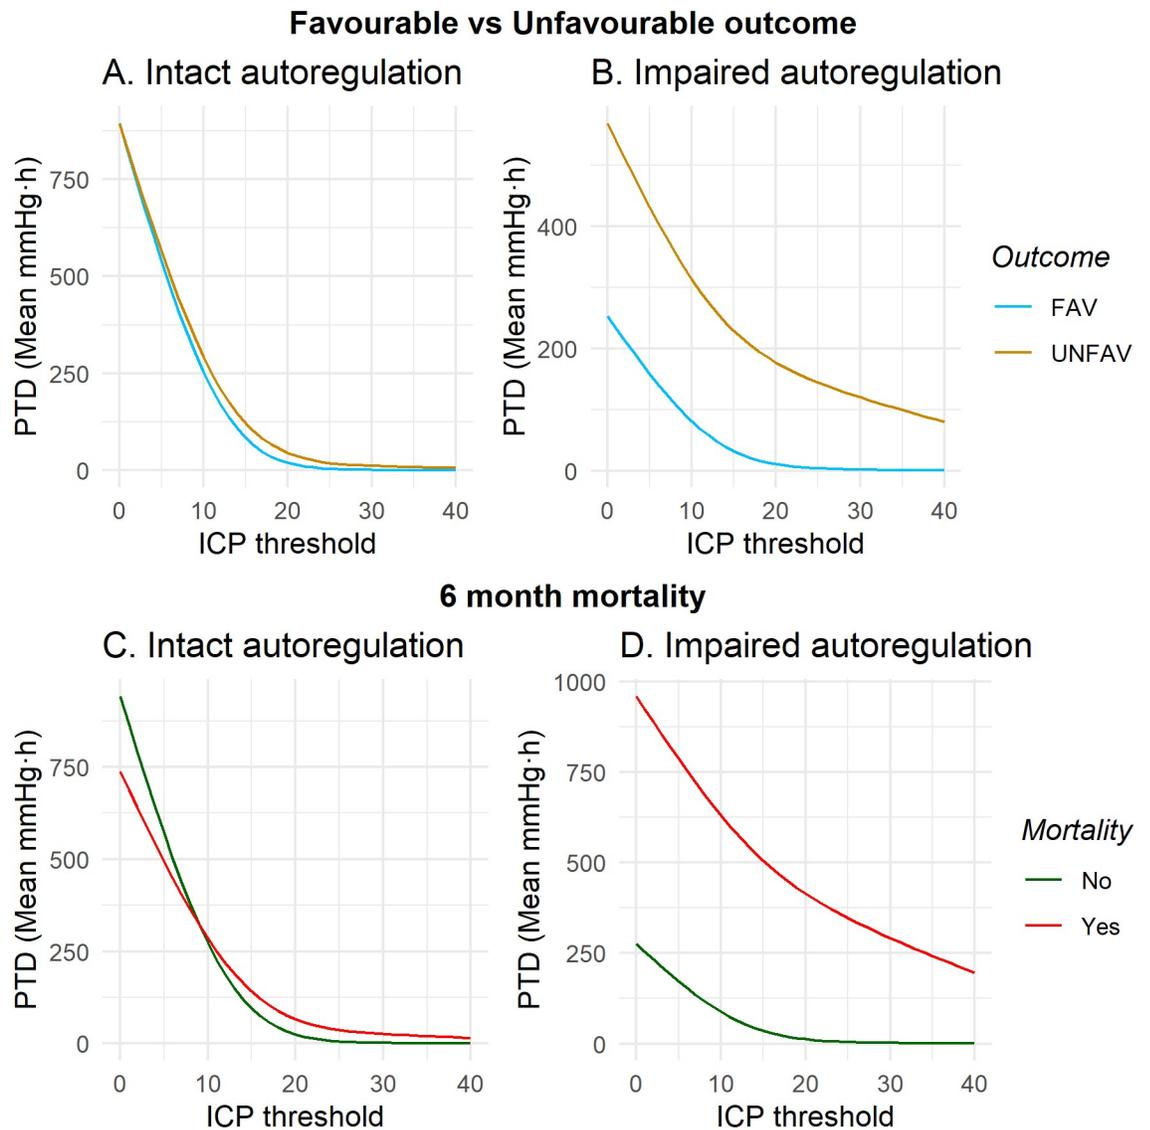 Favourable vs Unfavourable outcome
A. Intact autoregulation
B. Impaired autoregulation
PTD (Mean mmHg·h)
750
500
250
0
0 10 20 30 40
ICP threshold
PTD (Mean mmHg·h)
400
200
0
0 10 20 30 40
ICP threshold
Outcome
FAV
UNFAV
6 month mortality
C. Intact autoregulation
D. Impaired autoregulation
PTD (Mean mmHg·h)
750
500
250
0
0 10 20 30 40
ICP threshold
PTD (Mean mmHg·h)
1000
750
500
250
0
0 10 20 30 40
ICP threshold
Mortality
No
Yes